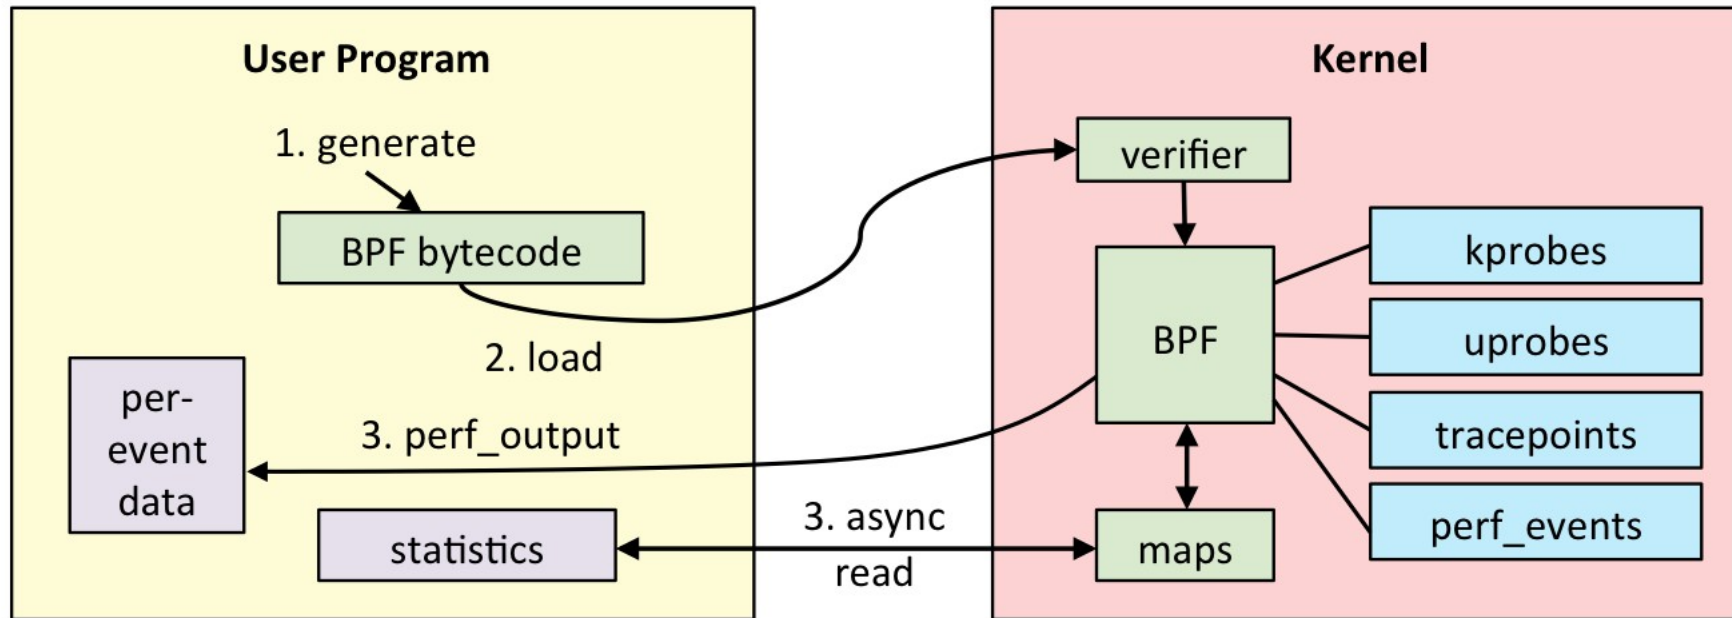 User Program
1. generate
BPF bytecode
2. load
per-
event
data
3. perf_output
statistics
3. async
read
Kernel
verifier
BPF
maps
kprobes
uprobes
tracepoints
perf_events